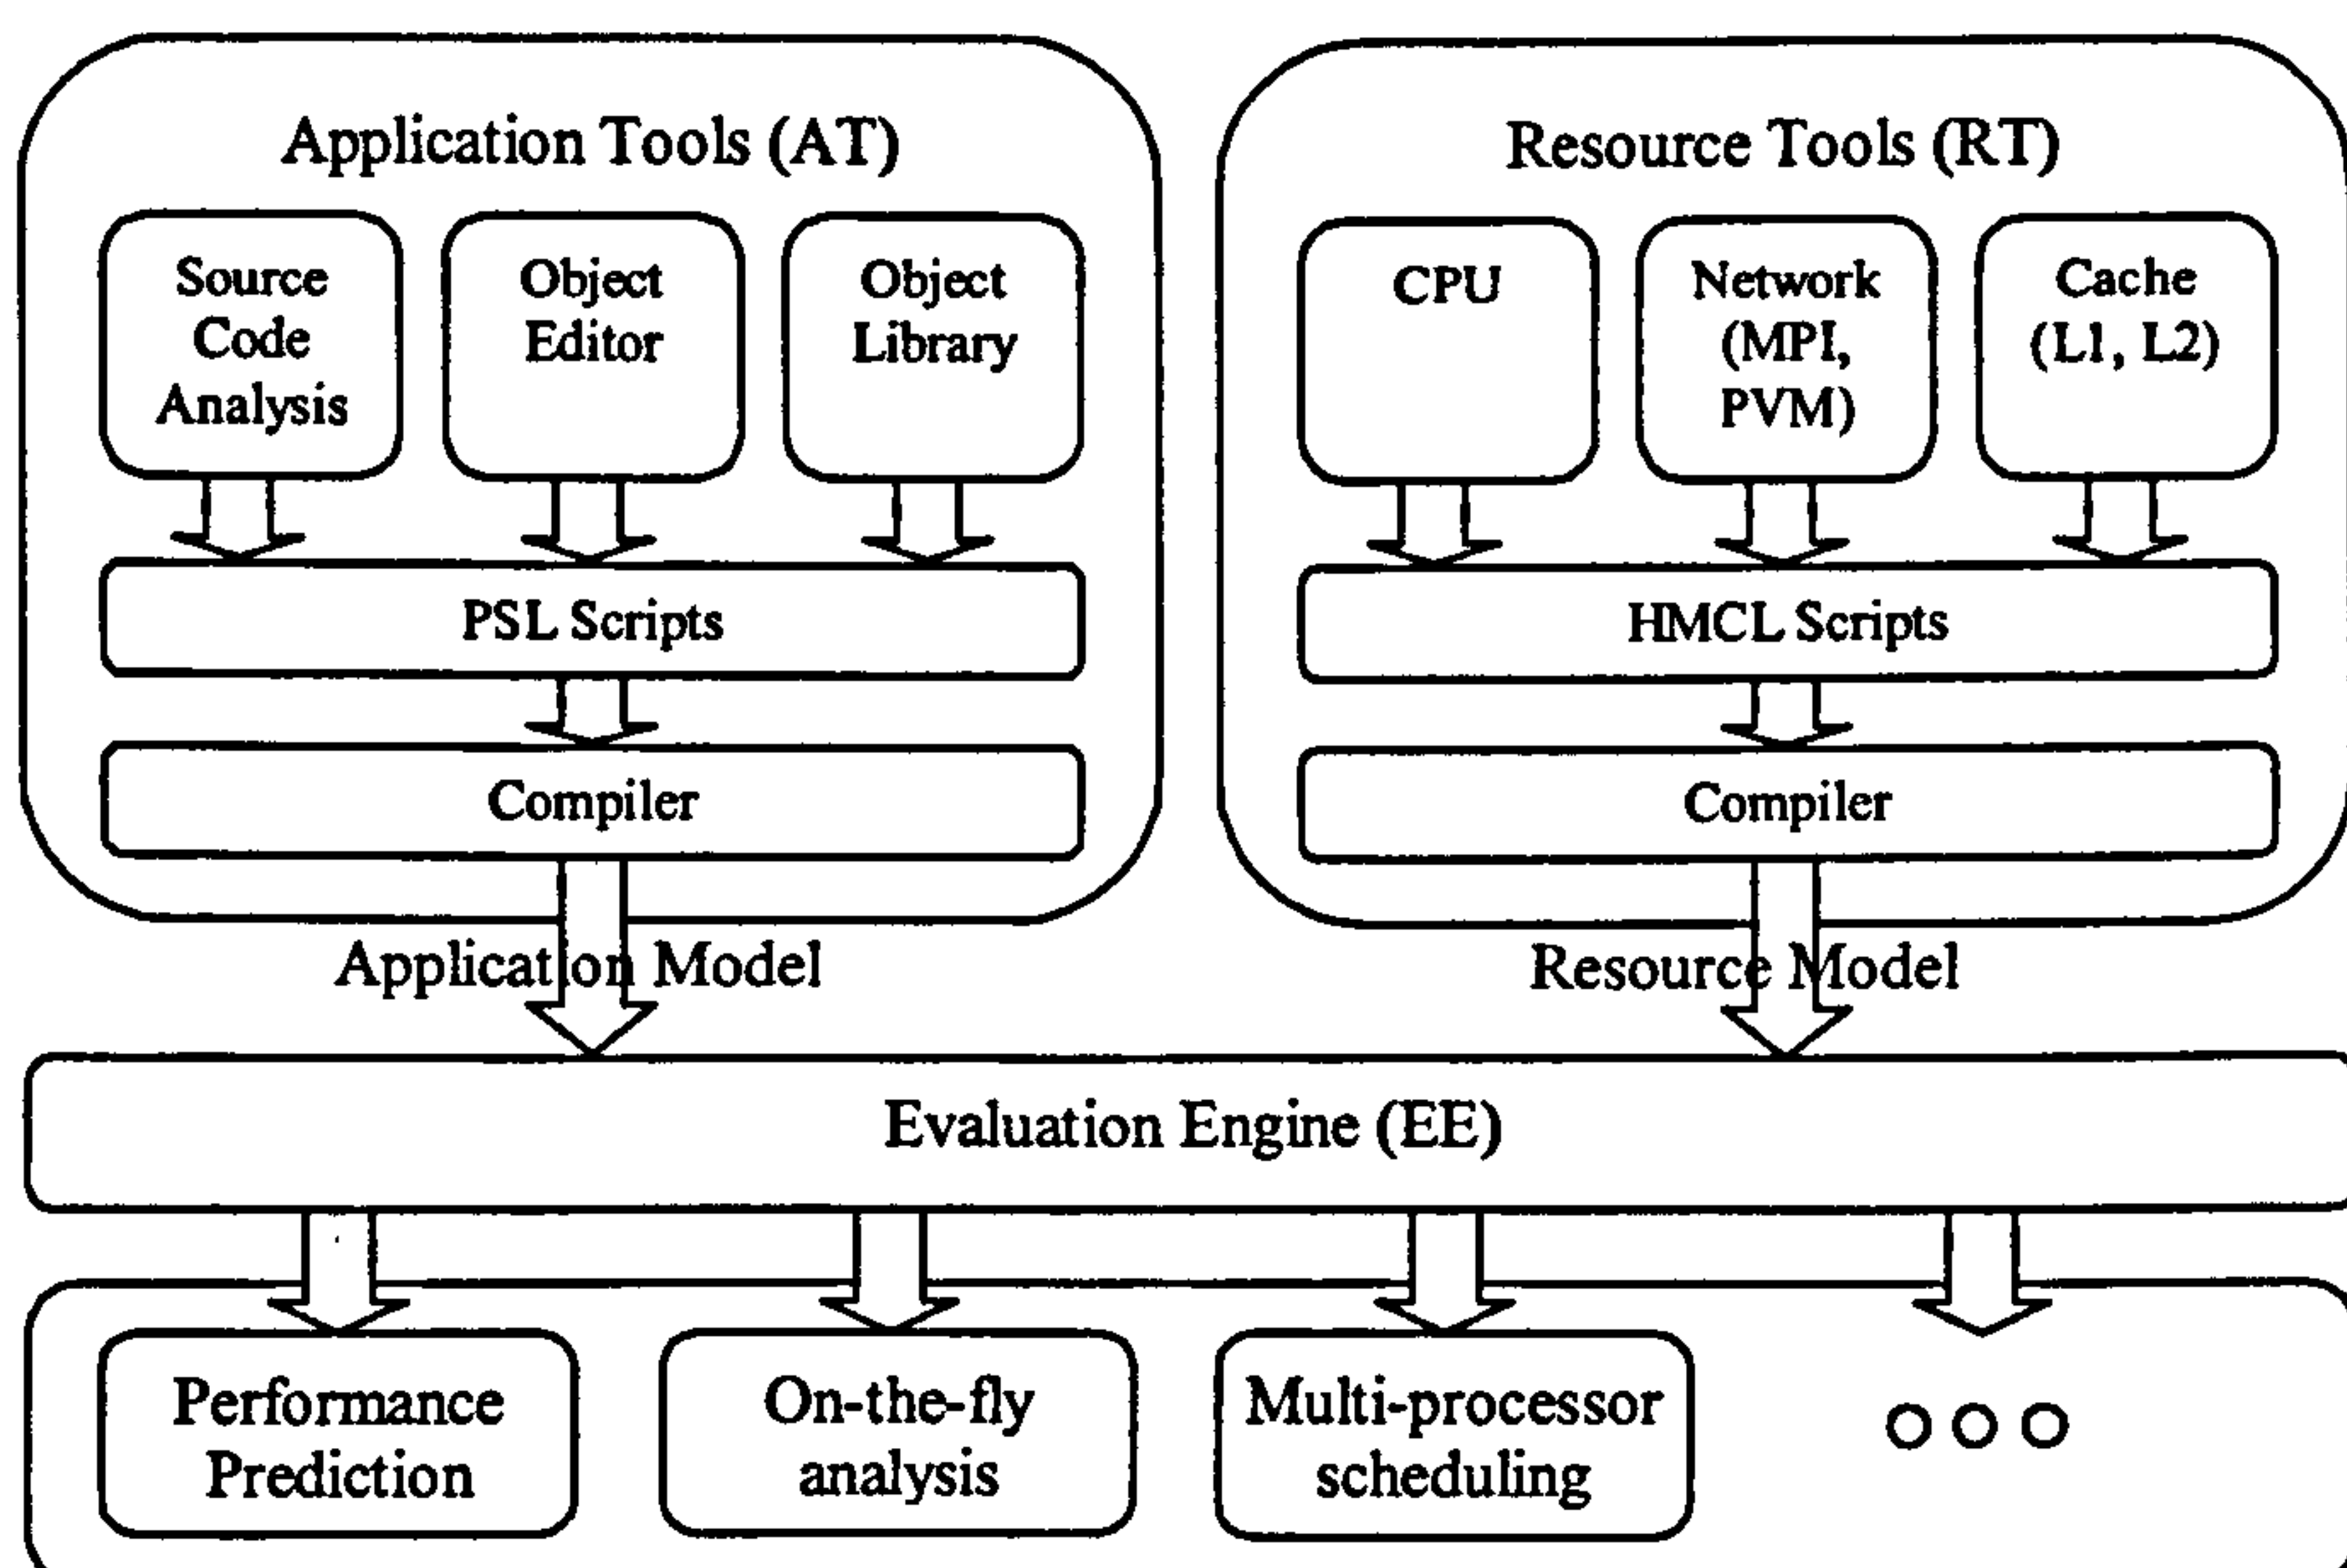 Application Tools (AT)
Source
Code
Analysis
Object
Editor
Object
Library
PSL Scripts
Compiler
Application Model
Resource Tools (RT)
CPU
Network
(MPI,
PVM)
Cache
(L1, L2)
HMCL Scripts
Compiler
Resource Model
Evaluation Engine (EE)
Performance
Prediction
On-the-fly
analysis
Multi-processor
scheduling